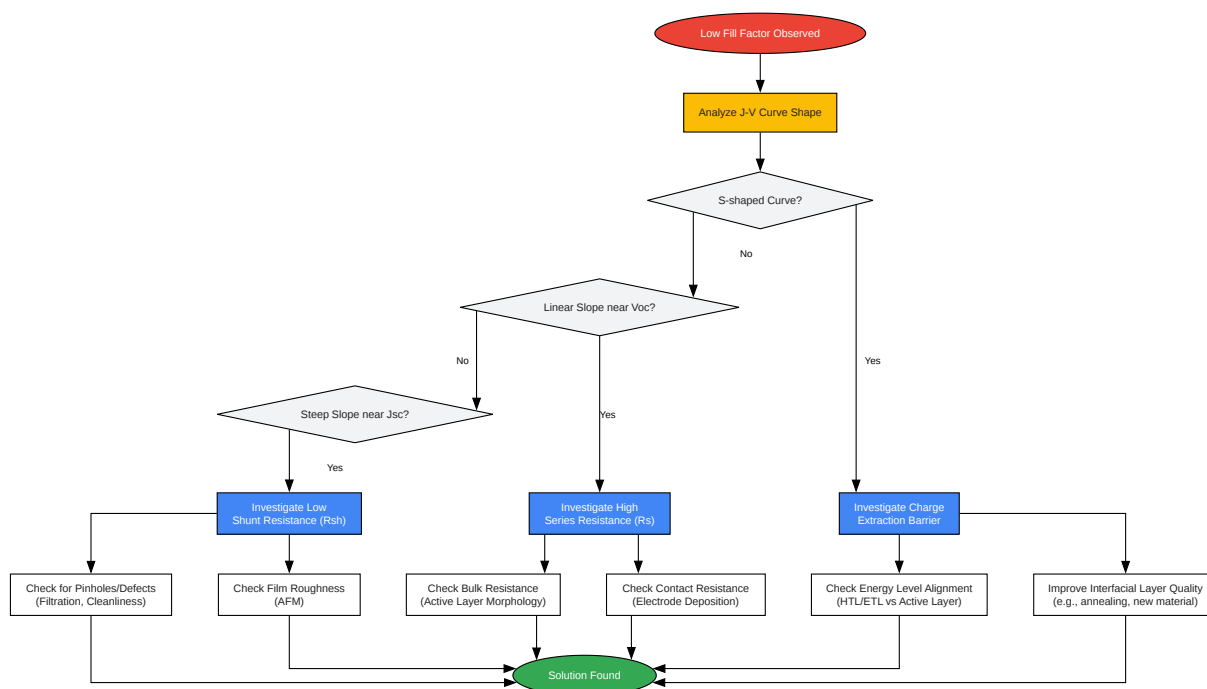 Low Fill Factor Observed
Analyze J-V Curve Shape
S-shaped Curve?
No
Yes
Linear Slope near Voc?
No
Yes
Steep Slope near Jsc?
Yes
Investigate Low
Shunt Resistance (Rsh)
Investigate High
Series Resistance (Rs)
Investigate Charge
Extraction Barrier
Check for Pinholes/Defects
(Filtration, Cleanliness)
Check Film Roughness
(AFM)
Check Bulk Resistance
(Active Layer Morphology)
Check Contact Resistance
(Electrode Deposition)
Check Energy Level Alignment
(HTL/ETL vs Active Layer)
Improve Interfacial Layer Quality
(e.g., annealing, new material)
Solution Found